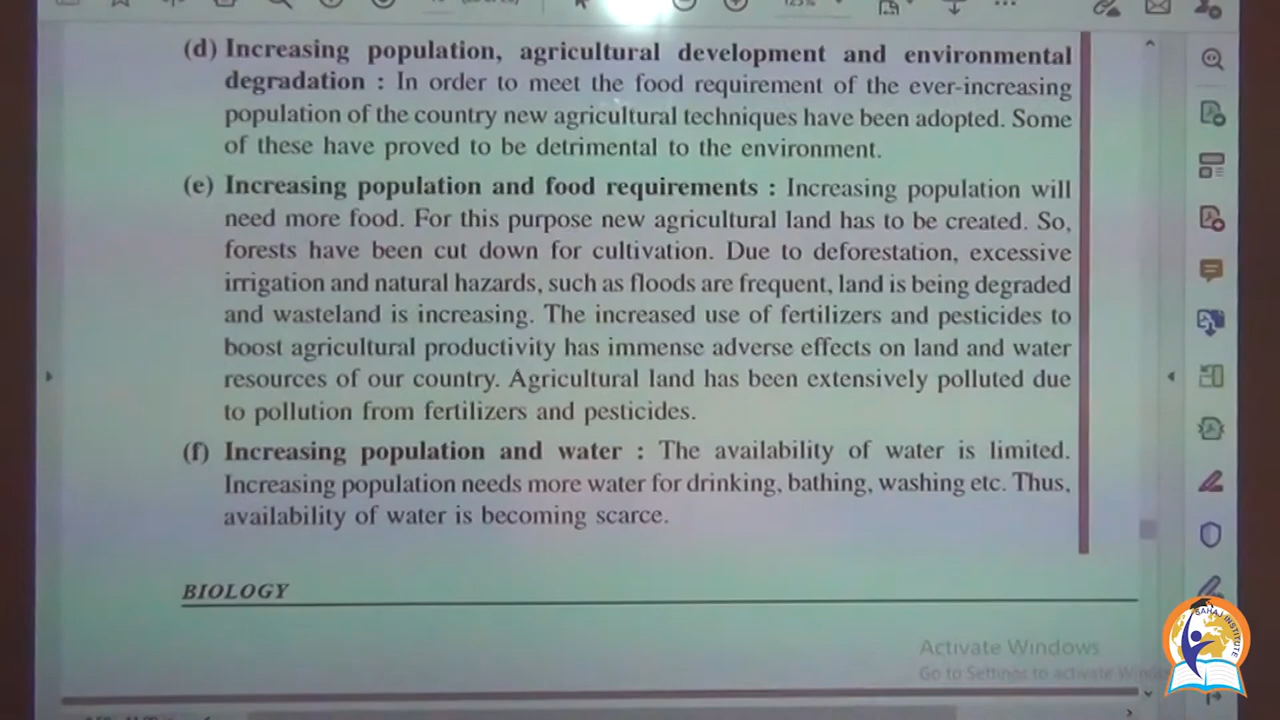 (d) Increasing population, agricultural development and environmental
degradation : In order to meet the food requirement of the ever-increasing
population of the country new agricultural techniques have been adopted. Some
of these have proved to be detrimental to the environment.
(e) Increasing population and food requirements : Increasing population will
need more food. For this purpose new agricultural land has to be created. So,
forests have been cut down for cultivation. Due to deforestation, excessive
irrigation and natural hazards, such as floods are frequent, land is being degraded
and wasteland is increasing. The increased use of fertilizers and pesticides to
boost agricultural productivity has immense adverse effects on land and water
resources of our country. Agricultural land has been extensively polluted due
to pollution from fertilizers and pesticides.
(f) Increasing population and water : The availability of water is limited.
Increasing population needs more water for drinking, bathing, washing etc. Thus,
availability of water is becoming scarce.
BIOLOGY
Activate Windows
Go to Settings to activate
SAHAJ INSTITUTE